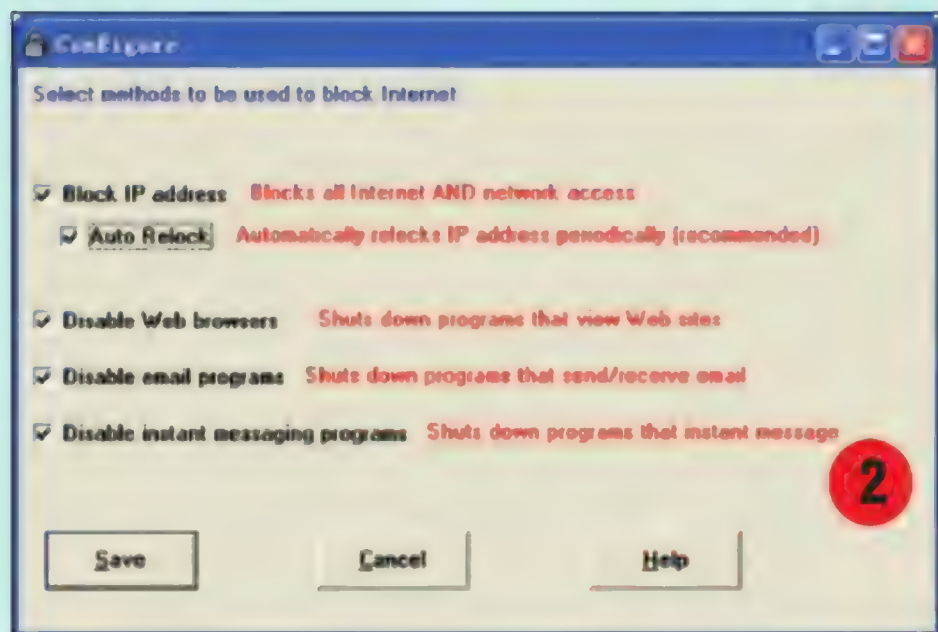 Configure
Select methods to be used to block Internet
Block IP address Blocks all Internet AND network access
Auto Relock Automatically relocks IP address periodically (recommended)
Disable Web browsers Shuts down programs that view Web sites
Disable email programs Shuts down programs that send/receive email
Disable instant messaging programs Shuts down programs that instant message
2
Save Cancel Help